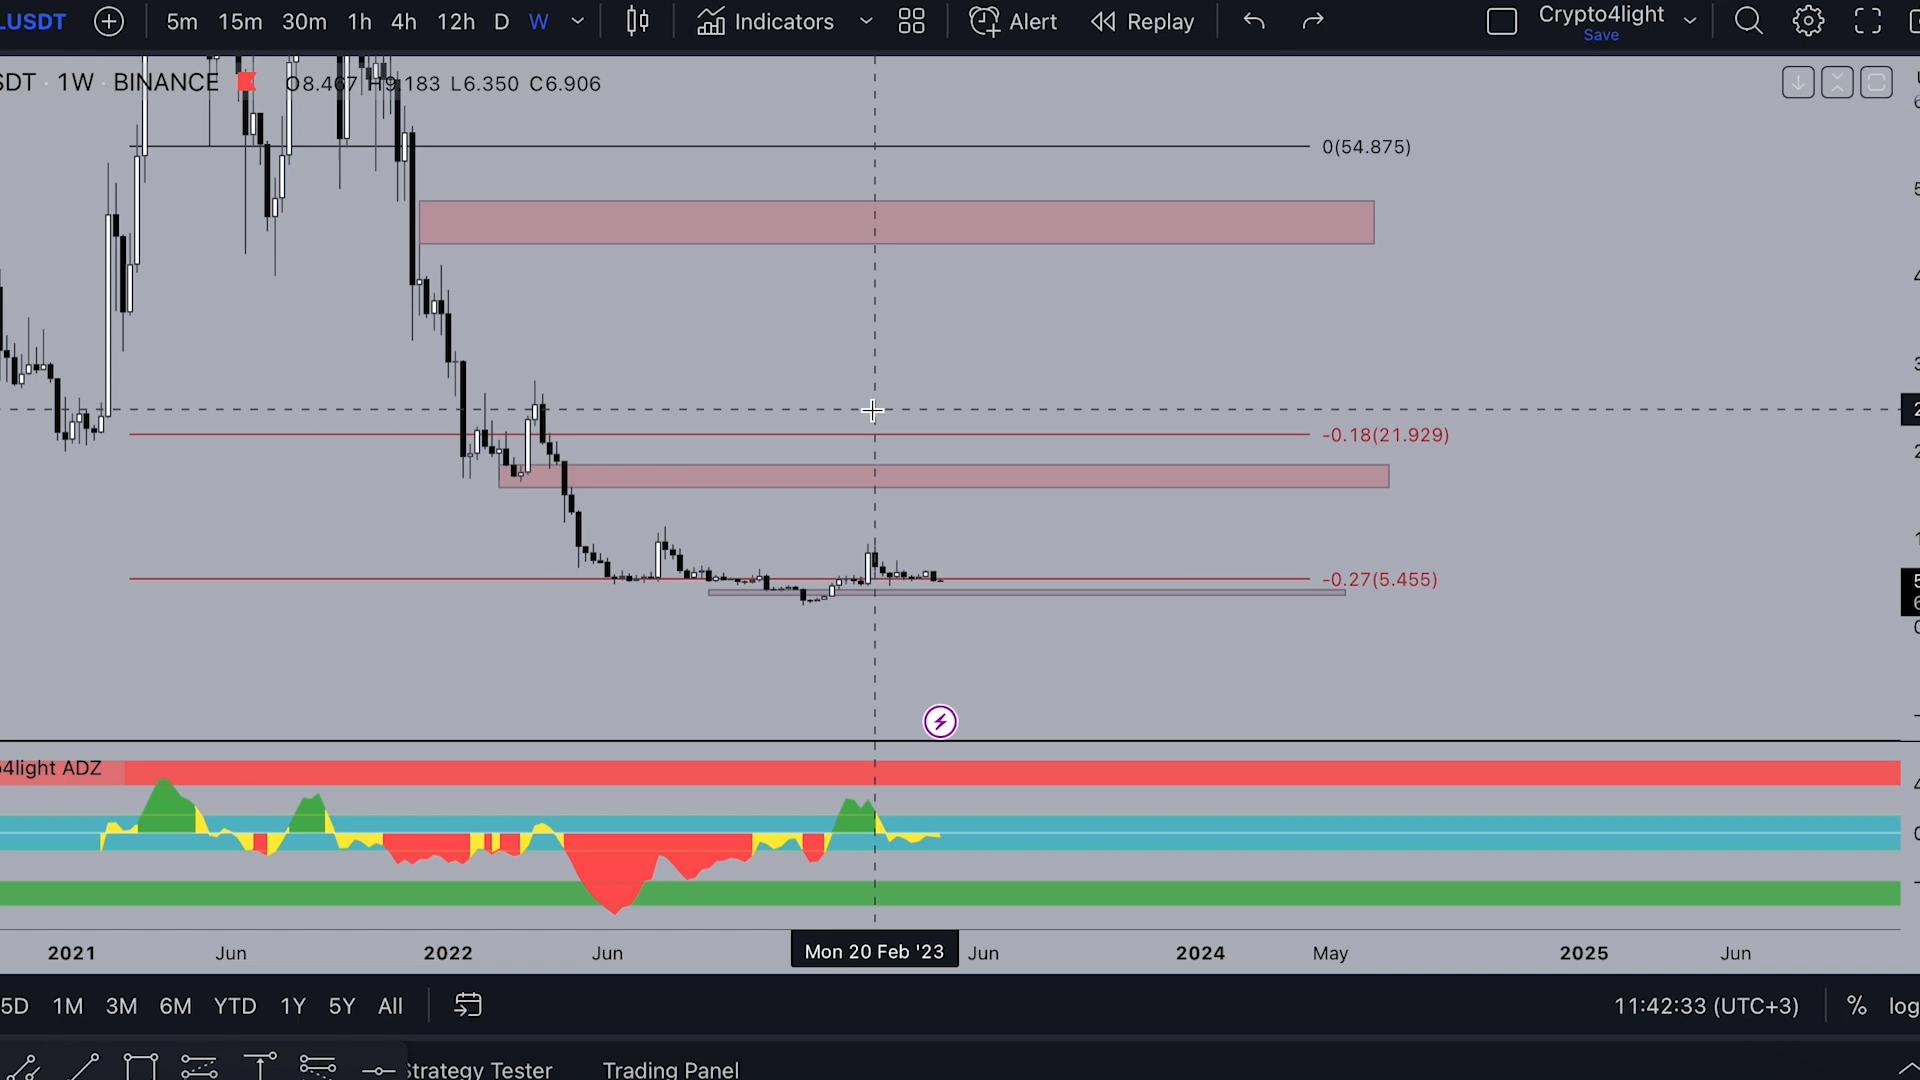 LUSDT 5m 15m 30m 1h 4h 12h D W Indicators Alert Replay Crypto4light
Save
SDT · 1W · BINANCE O8.467 H9.183 L6.350 C6.906
0(54.875)
-0.18(21.929)
-0.27(5.455)
o4light ADZ
2021 Jun 2022 Jun Mon 20 Feb '23 Jun 2024 May 2025 Jun
5D 1M 3M 6M YTD 1Y 5Y All 11:42:33 (UTC+3) % log
Strategy Tester Trading Panel